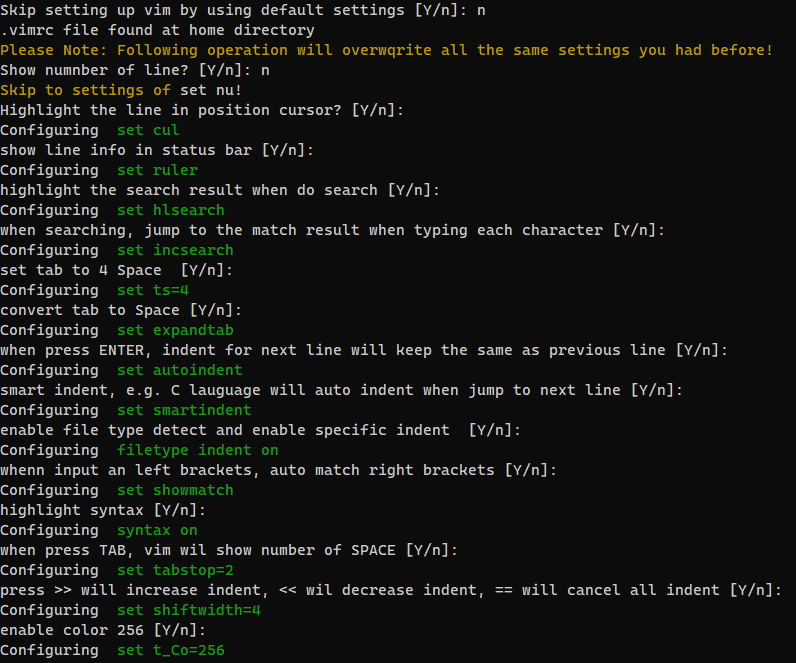 Skip setting up vim by using default settings [Y/n]: n
.vimrc file found at home directory
Please Note: Following operation will overwqrite all the same settings you had before!
Show numnber of line? [Y/n]: n
Skip to settings of set nu!
Highlight the line in position cursor? [Y/n]:
Configuring  set cul
show line info in status bar [Y/n]:
Configuring  set ruler
highlight the search result when do search [Y/n]:
Configuring  set hlsearch
when searching, jump to the match result when typing each character [Y/n]:
Configuring  set incsearch
set tab to 4 Space  [Y/n]:
Configuring  set ts=4
convert tab to Space [Y/n]:
Configuring  set expandtab
when press ENTER, indent for next line will keep the same as previous line [Y/n]:
Configuring  set autoindent
smart indent, e.g. C lauguage will auto indent when jump to next line [Y/n]:
Configuring  set smartindent
enable file type detect and enable specific indent  [Y/n]:
Configuring  filetype indent on
whenn input an left brackets, auto match right brackets [Y/n]:
Configuring  set showmatch
highlight syntax [Y/n]:
Configuring  syntax on
when press TAB, vim wil show number of SPACE [Y/n]:
Configuring  set tabstop=2
press >> will increase indent, << wil decrease indent, == will cancel all indent [Y/n]:
Configuring  set shiftwidth=4
enable color 256 [Y/n]:
Configuring  set t_Co=256